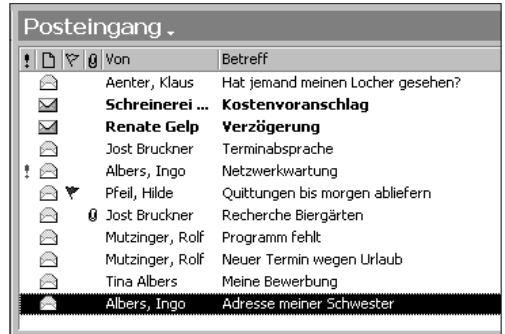 Posteingang
! Von Betreff
Aenter, Klaus Hat jemand meinen Locher gesehen?
Schreinerei ... Kostenvoranschlag
Renate Gelp Verzögerung
Jost Bruckner Terminabsprache
! Albers, Ingo Netzwerkwartung
Pfeil, Hilde Quittungen bis morgen abliefern
Jost Bruckner Recherche Biergärten
Mutzinger, Rolf Programm fehlt
Mutzinger, Rolf Neuer Termin wegen Urlaub
Tina Albers Meine Bewerbung
Albers, Ingo Adresse meiner Schwester